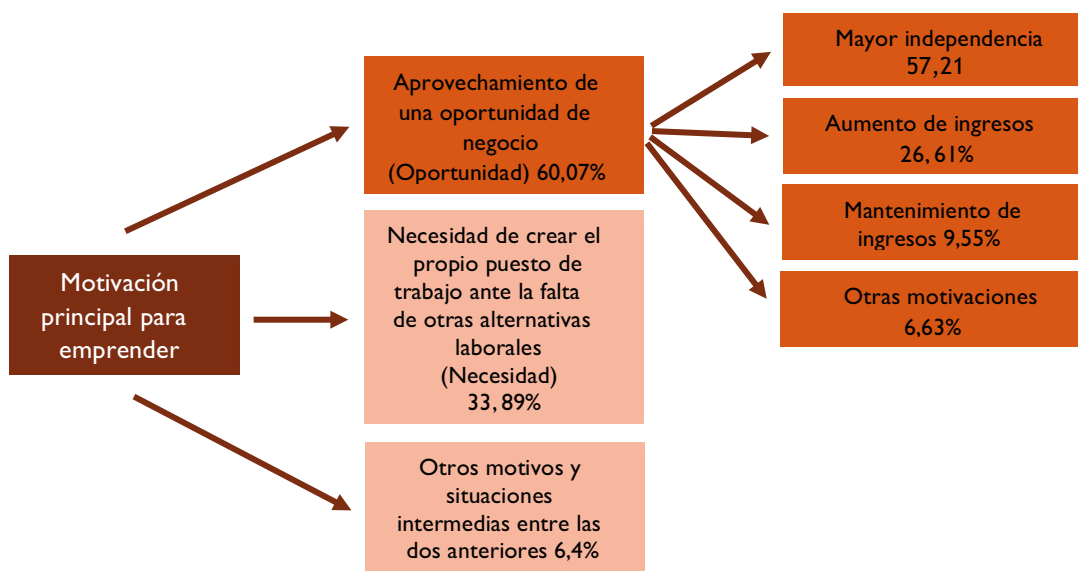 Motivación
principal para
emprender
Aprovechamiento de
una oportunidad de
negocio
(Oportunidad) 60,07%
Necesidad de crear el
propio puesto de
trabajo ante la falta
de otras alternativas
laborales
(Necesidad)
33, 89%
Otros motivos y
situaciones
intermedias entre las
dos anteriores 6,4%
Mayor independencia
57,21
Aumento de ingresos
26, 61%
Mantenimiento de
ingresos 9,55%
Otras motivaciones
6,63%